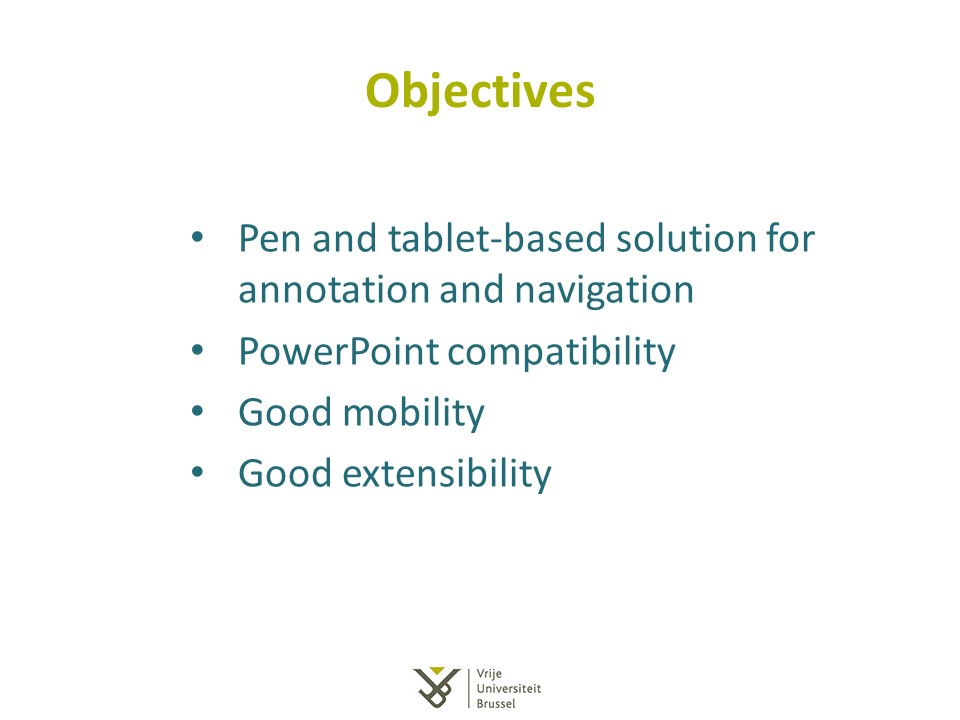 Objectives
• Pen and tablet-based solution for
annotation and navigation
• PowerPoint compatibility
• Good mobility
• Good extensibility
Vrije
Universiteit
Brussel